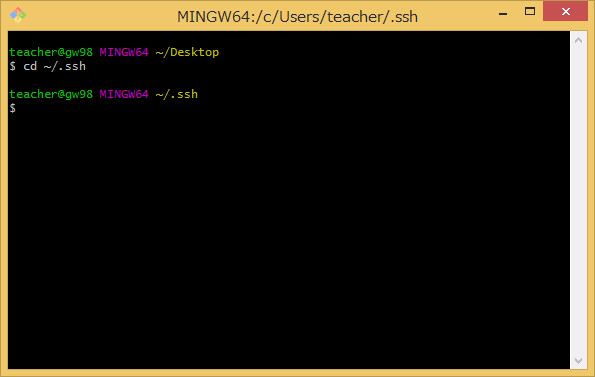 MINGW64:/c/Users/teacher/.ssh
teacher@gw98 MINGW64 ~/Desktop
$ cd ~/.ssh
teacher@gw98 MINGW64 ~/.ssh
$